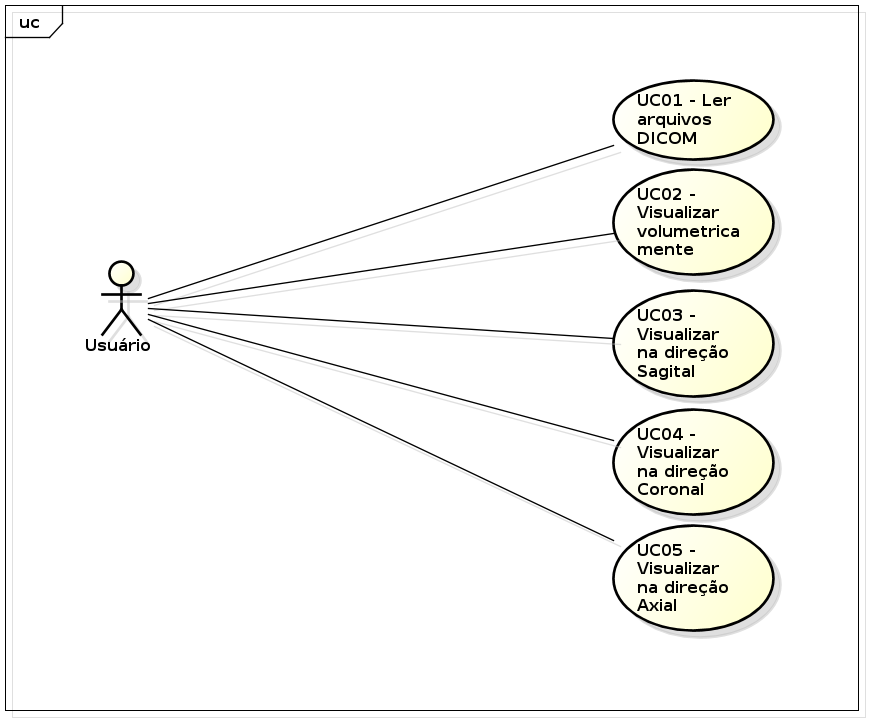 uc
UC01 - Ler
arquivos
DICOM
UC02 -
Visualizar
volumetrica
mente
Usuário
UC03 -
Visualizar
na direção
Sagital
UC04 -
Visualizar
na direção
Coronal
UC05 -
Visualizar
na direção
Axial